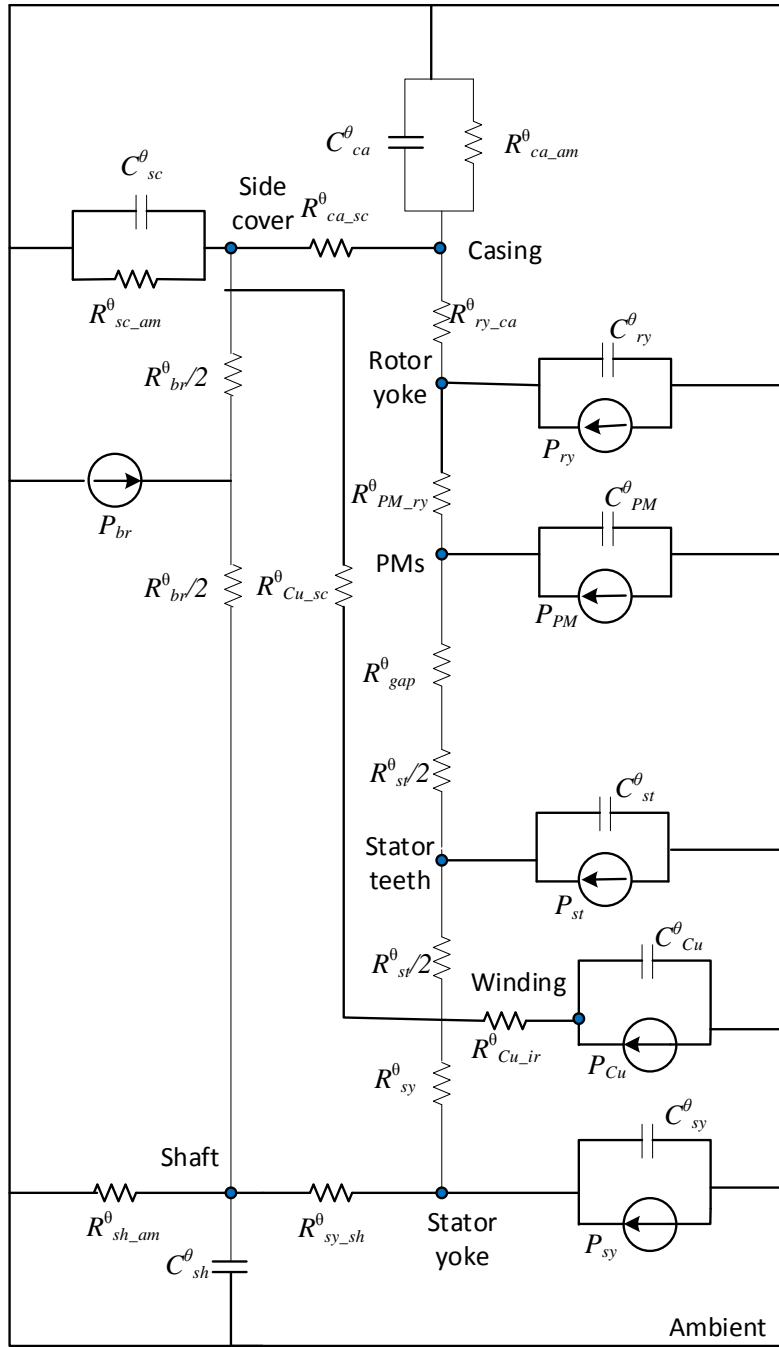 C^θ_ca
R^θ_ca_am
C^θ_sc
Side
cover
R^θ_ca_sc
Casing
R^θ_sc_am
R^θ_ry_ca
C^θ_ry
Rotor
yoke
R^θ_br/2
P_ry
R^θ_PM_ry
C^θ_PM
P_br
PMs
R^θ_br/2
R^θ_Cu_sc
P_PM
R^θ_gap
R^θ_st/2
C^θ_st
Stator
teeth
P_st
C^θ_Cu
R^θ_st/2
Winding
R^θ_Cu_ir
P_Cu
R^θ_sy
C^θ_sy
Shaft
R^θ_sh_am
R^θ_sy_sh
Stator
yoke
P_sy
C^θ_sh
Ambient